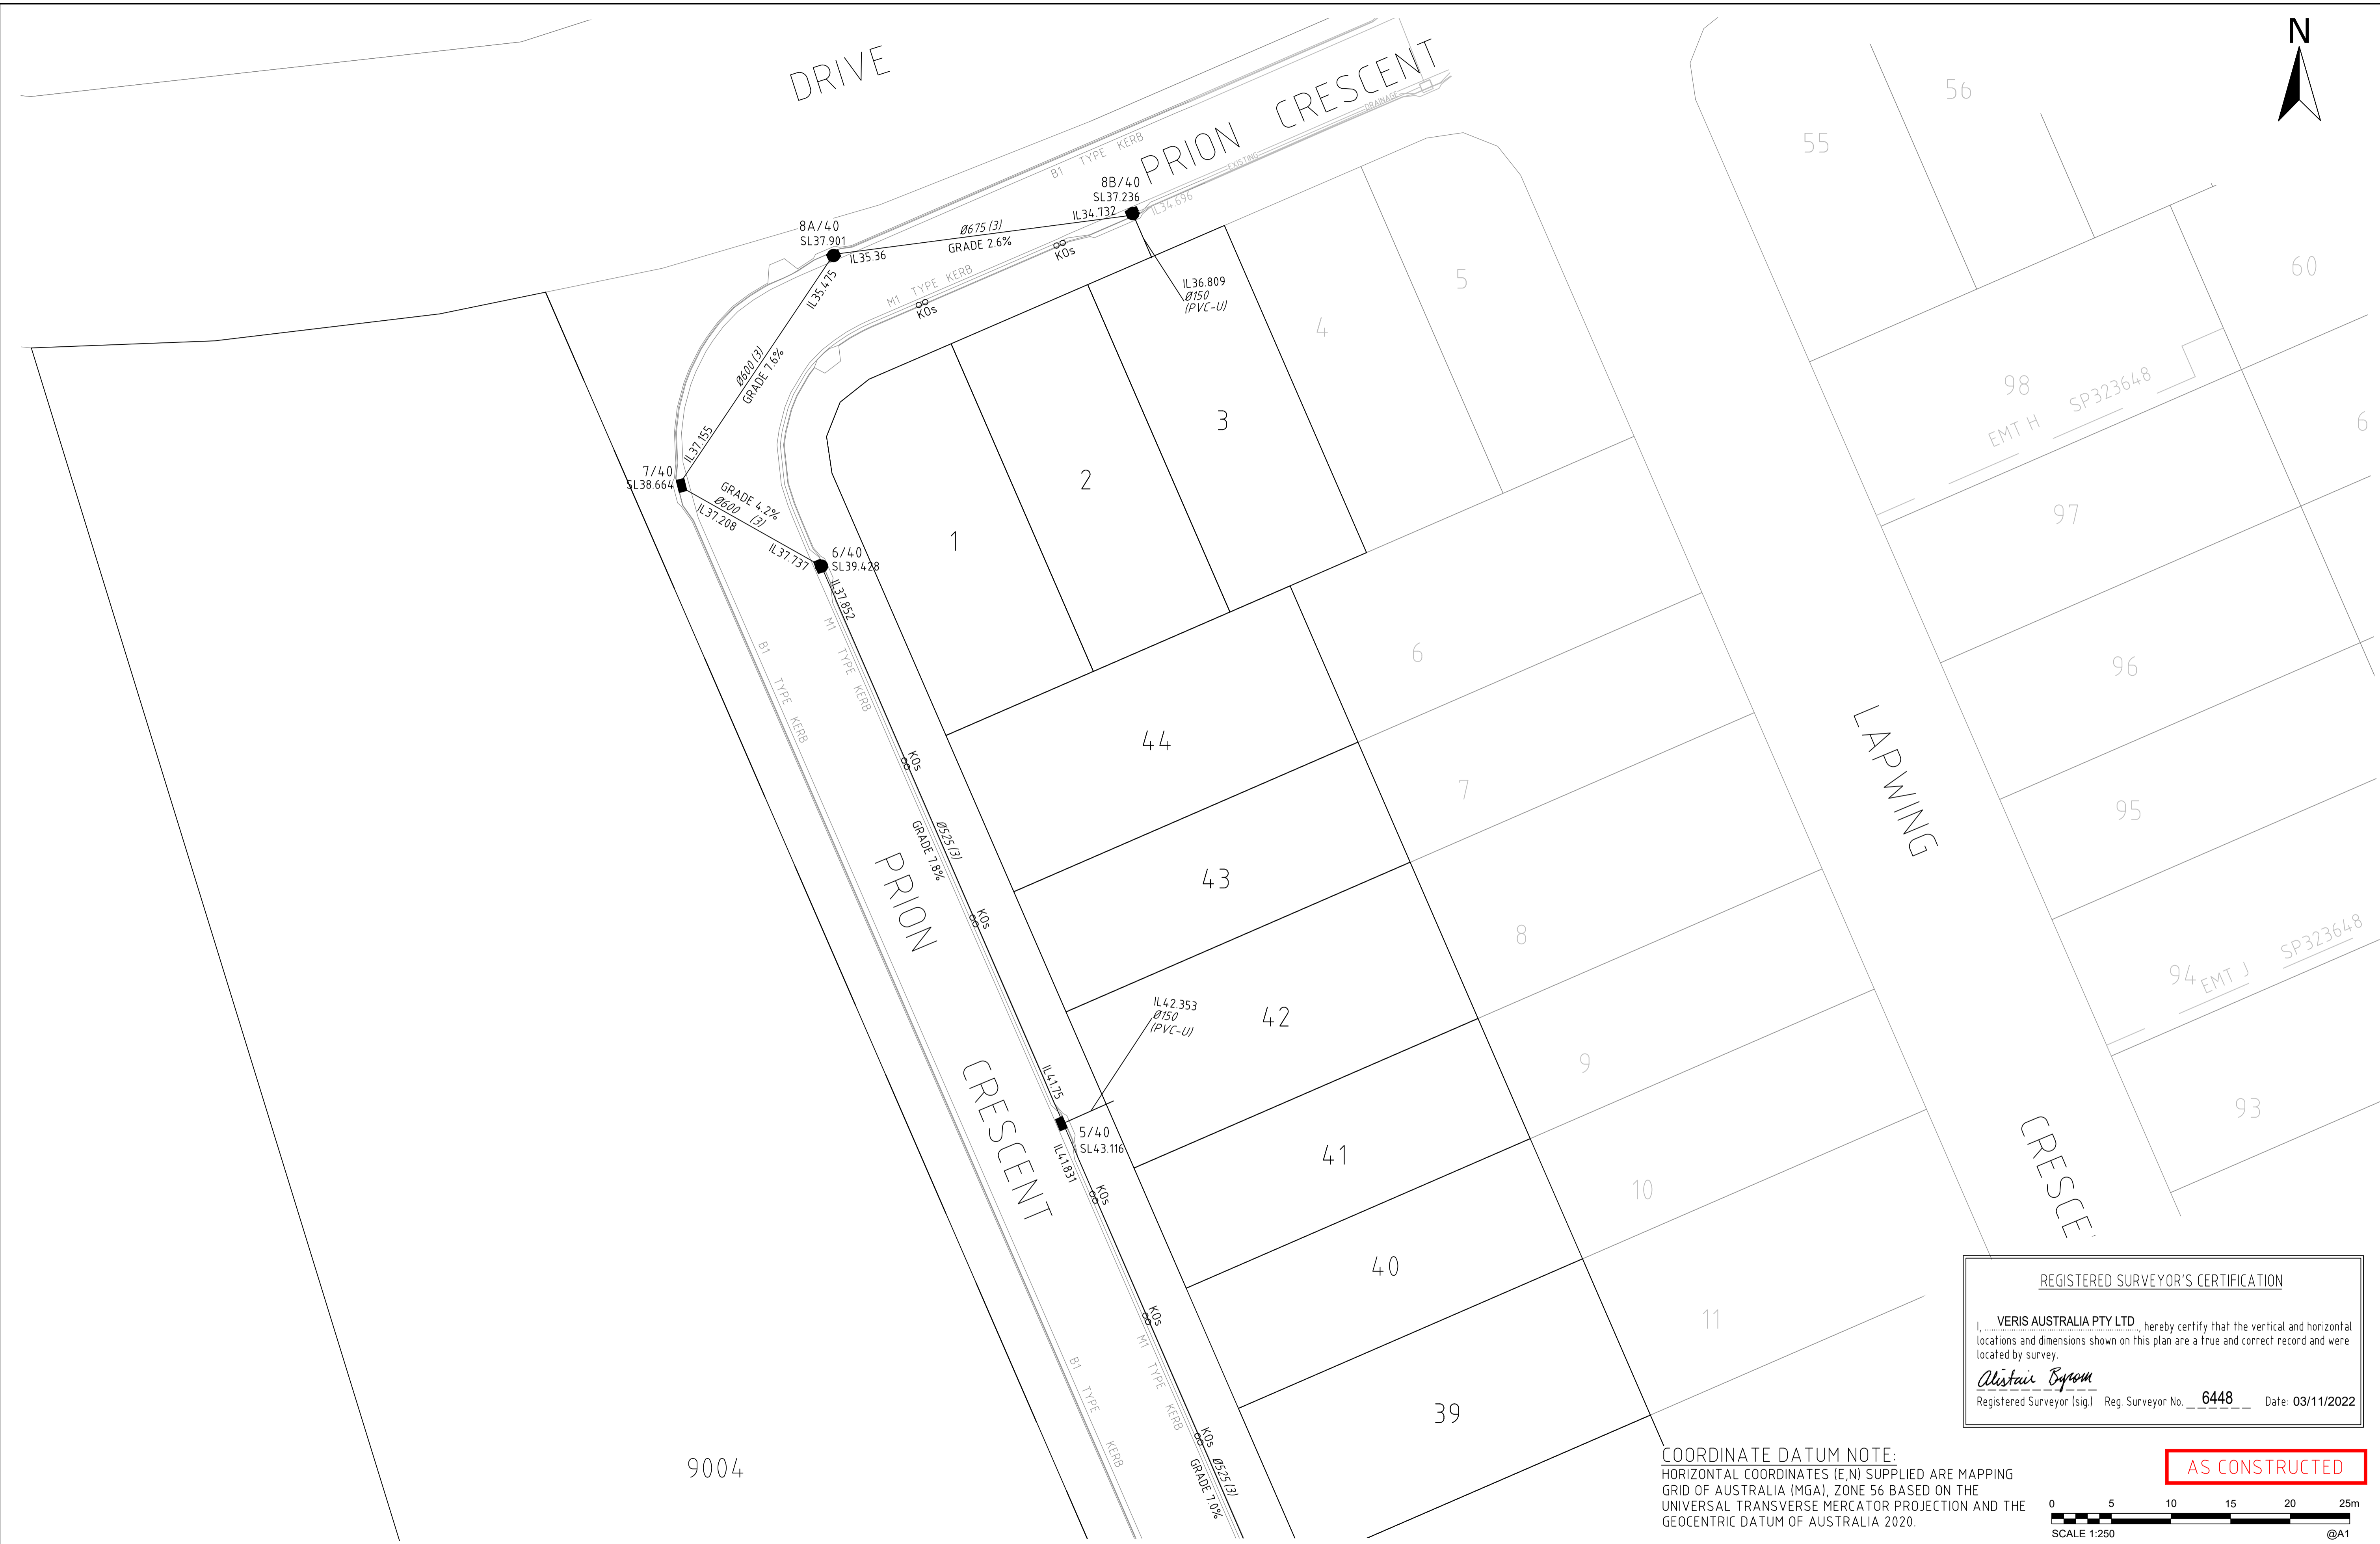 N
DRIVE
PRION CRESCENT
B1 TYPE KERB
EXISTING
DRAINAGE
8B/40
SL37.236
IL34.732
IL34.696
8A/40
SL37.901
IL35.36
Ø675 (3)
GRADE 2.6%
KOs
M1 TYPE KERB
KOs
IL35.475
IL36.809
Ø150
(PVC-U)
Ø600 (3)
GRADE 7.6%
IL37.155
7/40
SL38.664
GRADE 4.2%
Ø600 (3)
IL37.208
IL37.737
6/40
SL39.428
IL37.852
M1 TYPE KERB
B1 TYPE KERB
KOs
Ø525 (3)
GRADE 7.8%
KOs
PRION
CRESCENT
IL42.353
Ø150
(PVC-U)
IL41.75
5/40
SL43.116
IL41.831
KOs
KOs
M1 TYPE KERB
B1 TYPE KERB
KOs
Ø525 (3)
GRADE 7.0%
9004
1
2
3
4
5
44
43
42
41
40
39
6
7
8
9
10
11
55
56
60
98
EMT H SP323648
6
97
96
95
94
EMT J SP323648
93
LAPWING
CRESCE
REGISTERED SURVEYOR'S CERTIFICATION
I, VERIS AUSTRALIA PTY LTD, hereby certify that the vertical and horizontal
locations and dimensions shown on this plan are a true and correct record and were
located by survey.
Alistair Byrom
Registered Surveyor (sig.) Reg. Surveyor No. 6448 Date: 03/11/2022
COORDINATE DATUM NOTE:
HORIZONTAL COORDINATES (E,N) SUPPLIED ARE MAPPING
GRID OF AUSTRALIA (MGA), ZONE 56 BASED ON THE
UNIVERSAL TRANSVERSE MERCATOR PROJECTION AND THE
GEOCENTRIC DATUM OF AUSTRALIA 2020.
AS CONSTRUCTED
0 5 10 15 20 25m
SCALE 1:250 @A1